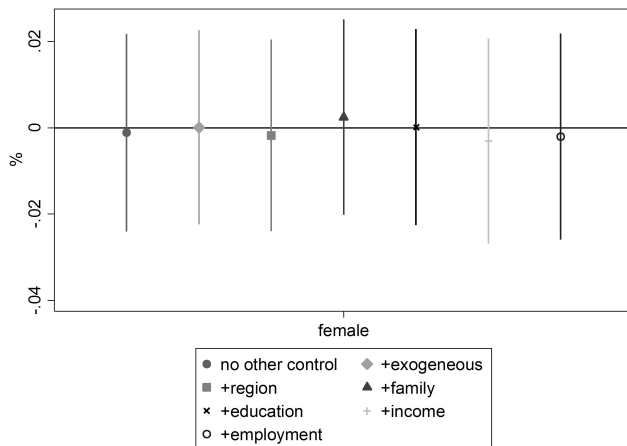 .02
0
-.02
-.04
%
female
no other control +exogeneous
+region +family
+education +income
+employment